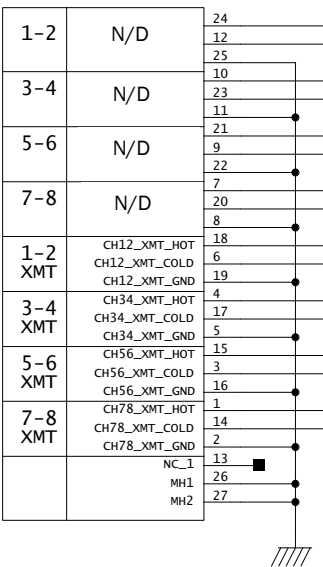 1-2 N/D 24
12
25
3-4 N/D 10
23
11
5-6 N/D 21
9
22
7-8 N/D 7
20
8
1-2 XMT CH12_XMT_HOT 18
CH12_XMT_COLD 6
CH12_XMT_GND 19
3-4 XMT CH34_XMT_HOT 4
CH34_XMT_COLD 17
CH34_XMT_GND 5
5-6 XMT CH56_XMT_HOT 15
CH56_XMT_COLD 3
CH56_XMT_GND 16
7-8 XMT CH78_XMT_HOT 1
CH78_XMT_COLD 14
CH78_XMT_GND 2
NC_1 13
MH1 26
MH2 27